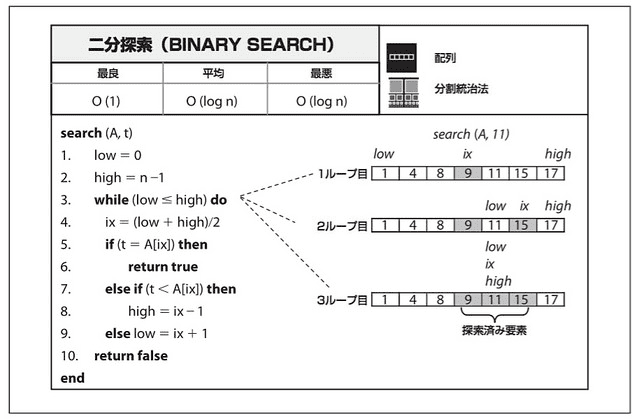 二分探索（BINARY SEARCH）
最良 平均 最悪
O (1) O (log n) O (log n)
配列
分割統治法
search (A, t)
1. low = 0
2. high = n −1
3. while (low ≤ high) do
4. ix = (low + high)/2
5. if (t = A[ix]) then
6. return true
7. else if (t < A[ix]) then
8. high = ix − 1
9. else low = ix + 1
10. return false
end
search (A, 11)
low ix high
1ループ目 1 4 8 9 11 15 17
low ix high
2ループ目 1 4 8 9 11 15 17
low
ix
high
3ループ目 1 4 8 9 11 15 17
探索済み要素